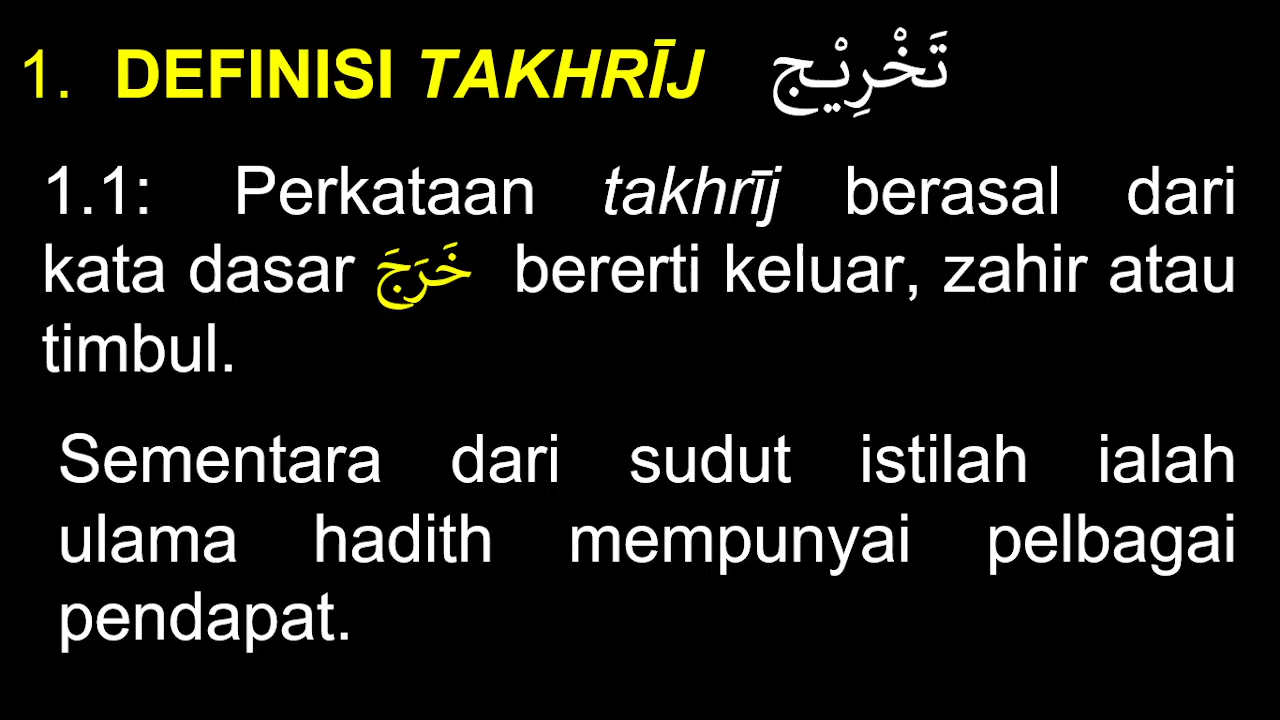 1. DEFINISI TAKHRĪJ تَخْرِيْـج
1.1: Perkataan takhrīj berasal dari
kata dasar خَرَجَ bererti keluar, zahir atau
timbul.
Sementara dari sudut istilah ialah
ulama hadith mempunyai pelbagai
pendapat.